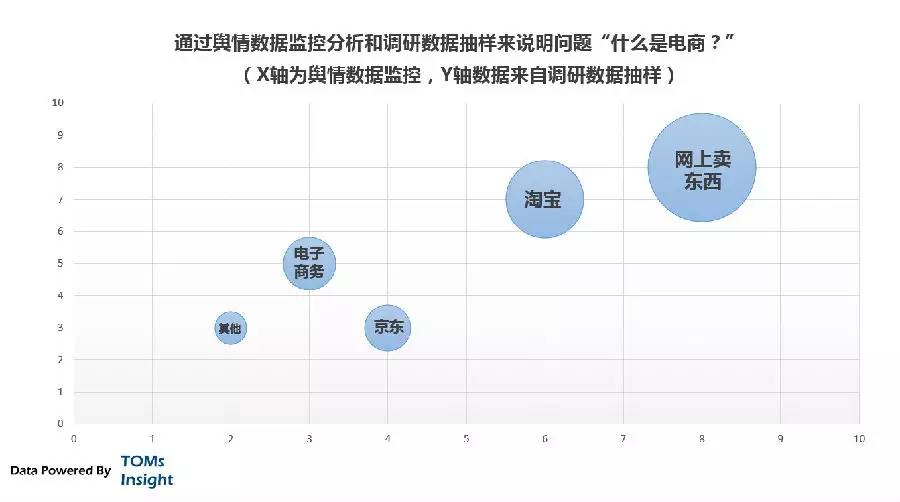 通过舆情数据监控分析和调研数据抽样来说明问题“什么是电商？”
（X轴为舆情数据监控，Y轴数据来自调研数据抽样）
10
9
8
7
6
5
4
3
2
1
0
网上卖
东西
淘宝
电子
商务
其他
京东
0 1 2 3 4 5 6 7 8 9 10
Data Powered By
TOMs
Insight